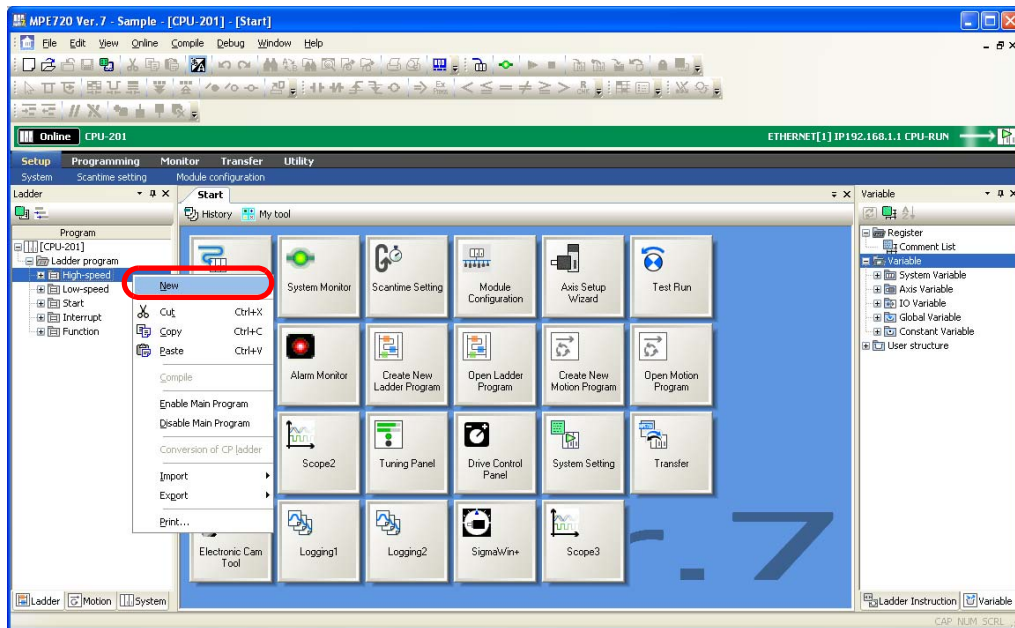 MPE720 Ver.7 - Sample - [CPU-201] - [Start]
File Edit View Online Compile Debug Window Help
Online CPU-201 ETHERNET[1] IP192.168.1.1 CPU-RUN
Setup Programming Monitor Transfer Utility
System Scantime setting Module configuration
Ladder
Program
[CPU-201]
Ladder program
High-speed
Low-speed
Start
Interrupt
Function
New
Cut Ctrl+X
Copy Ctrl+C
Paste Ctrl+V
Compile
Enable Main Program
Disable Main Program
Conversion of CP ladder
Import
Export
Print...
Start
History My tool
System Monitor
Scantime Setting
Module Configuration
Axis Setup Wizard
Test Run
Alarm Monitor
Create New Ladder Program
Open Ladder Program
Create New Motion Program
Open Motion Program
Scope2
Tuning Panel
Drive Control Panel
System Setting
Transfer
Electronic Cam Tool
Logging1
Logging2
SigmaWin+
Scope3
r.7
Variable
Register
Comment List
Variable
System Variable
Axis Variable
IO Variable
Global Variable
Constant Variable
User structure
Ladder Motion System
Ladder Instruction Variable
CAP NUM SCRL